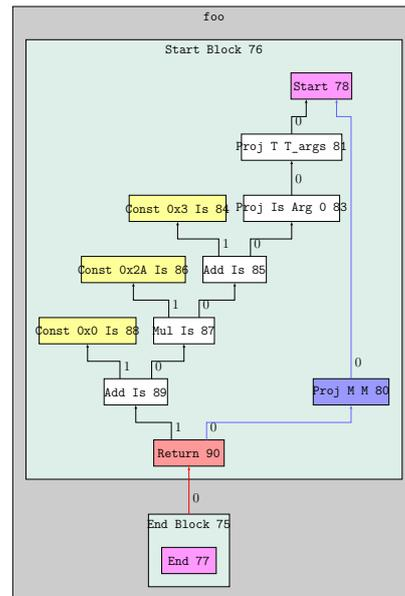 foo
Start Block 76
Start 78
0
Proj T T_args 81
0
Const 0x3 Is 84
Proj Is Arg 0 83
1
0
Const 0x2A Is 86
Add Is 85
1
0
Const 0x0 Is 88
Mul Is 87
1
0
0
Add Is 89
Proj M M 80
1
0
Return 90
0
End Block 75
End 77